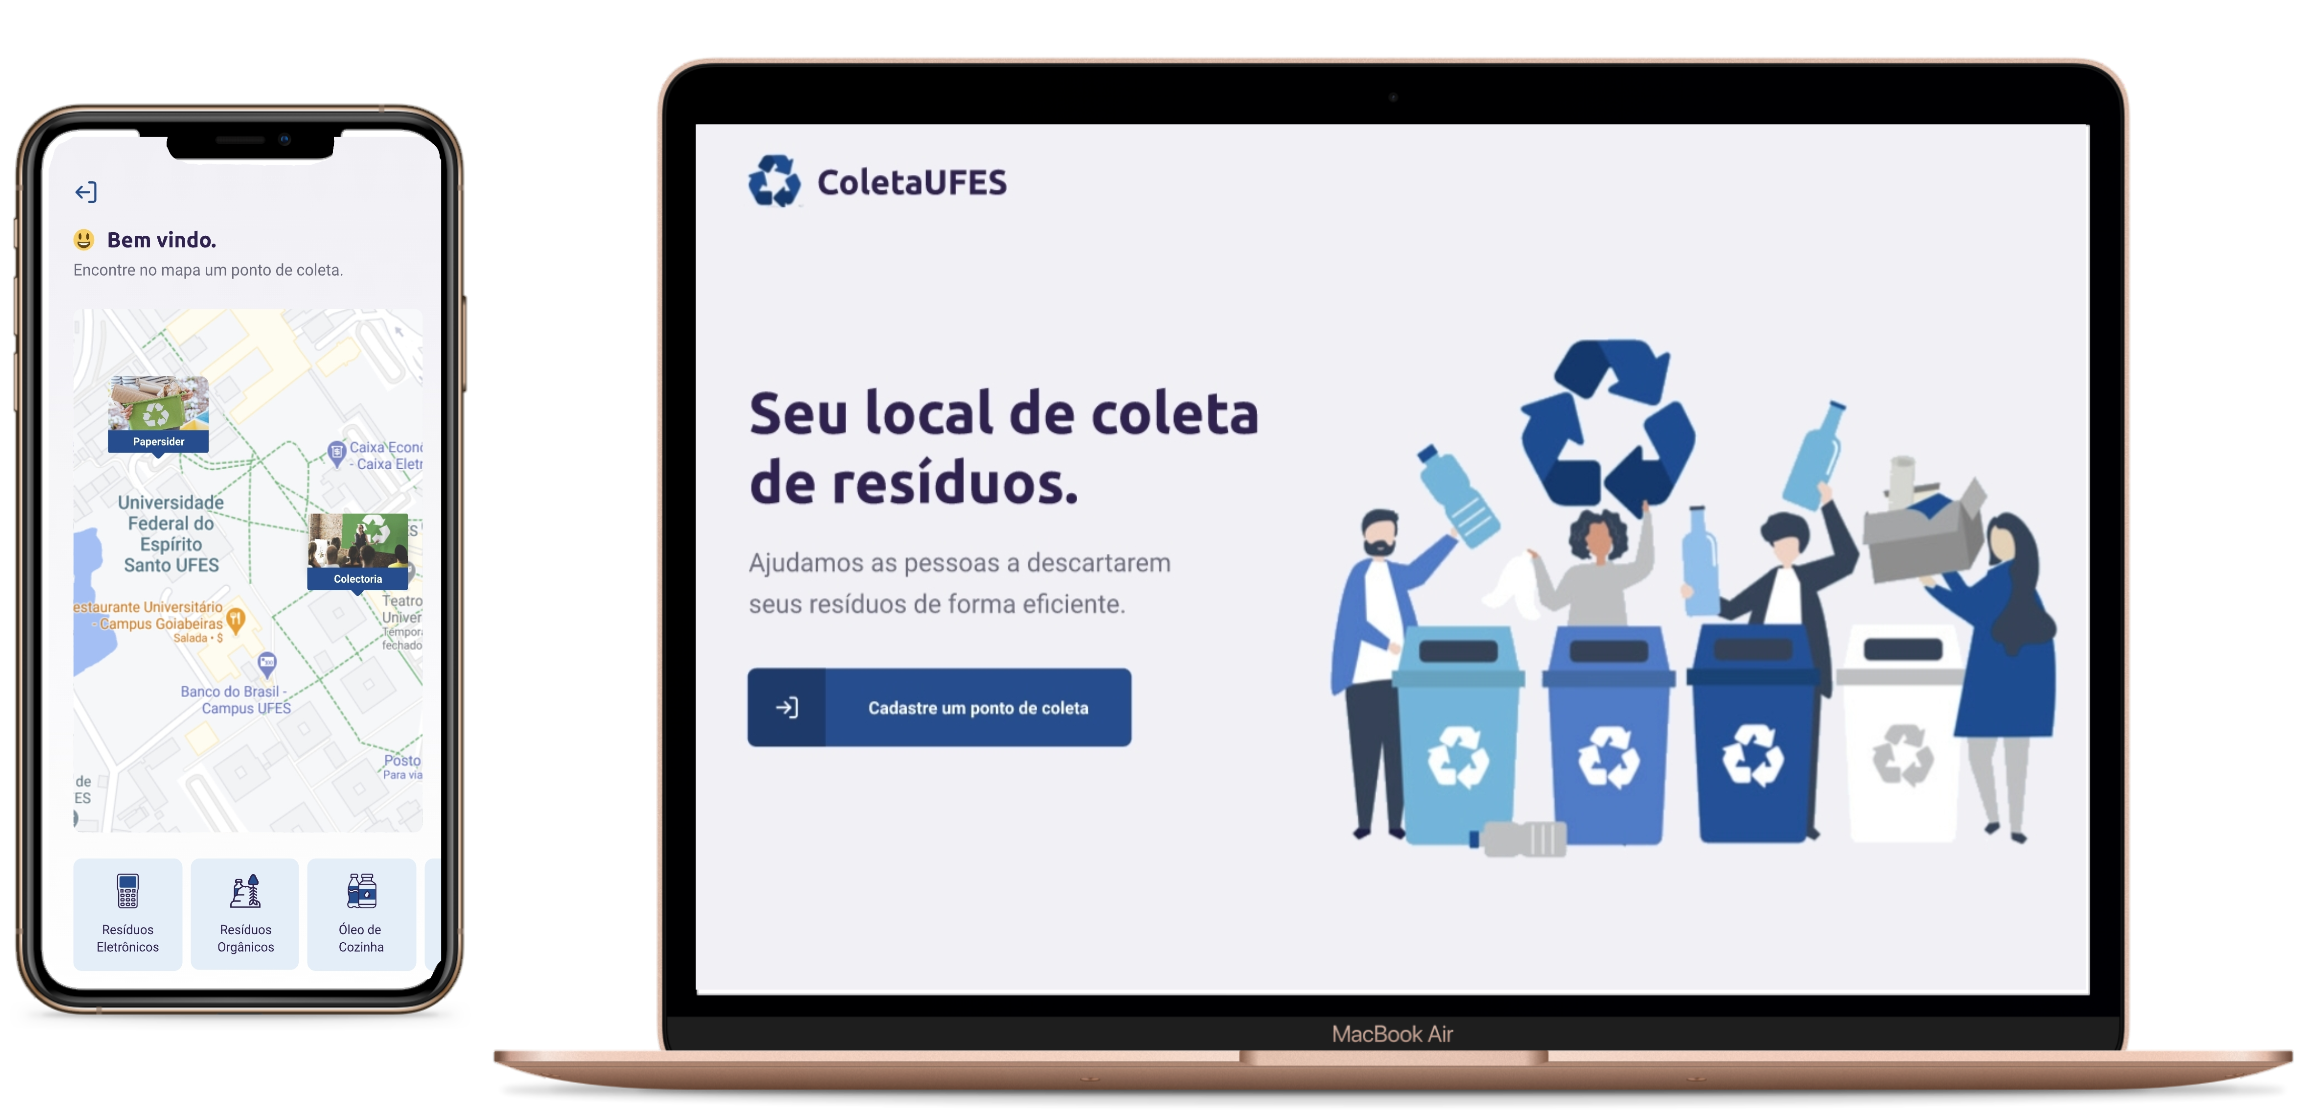 Bem vindo.
Encontre no mapa um ponto de coleta.
Papersider
Caixa Econ
- Caixa Eletr
Universidade
Federal do
Espírito
Santo UFES
Colectoria
estaurante Universitário
- Campus Goiabeiras
Salada • $
Teatro
Univer
Tempor
fechado
Banco do Brasil -
Campus UFES
Posto
Para via
de
ES
Resíduos
Eletrônicos
Resíduos
Orgânicos
Óleo de
Cozinha
ColetaUFES
Seu local de coleta
de resíduos.
Ajudamos as pessoas a descartarem
seus resíduos de forma eficiente.
Cadastre um ponto de coleta
MacBook Air